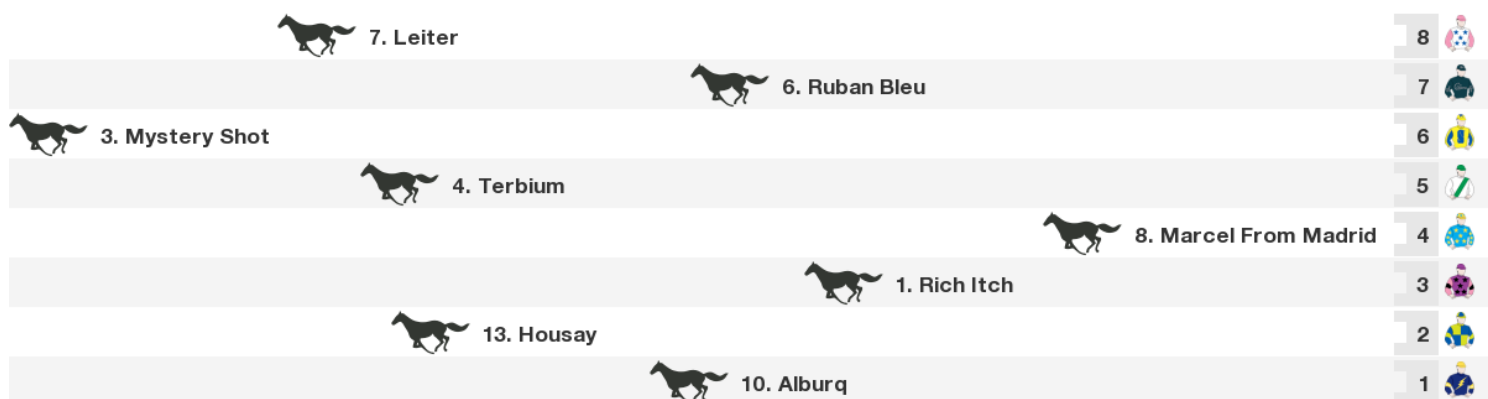 7. Leiter 8
6. Ruban Bleu 7
3. Mystery Shot 6
4. Terbium 5
8. Marcel From Madrid 4
1. Rich Itch 3
13. Housay 2
10. Alburq 1